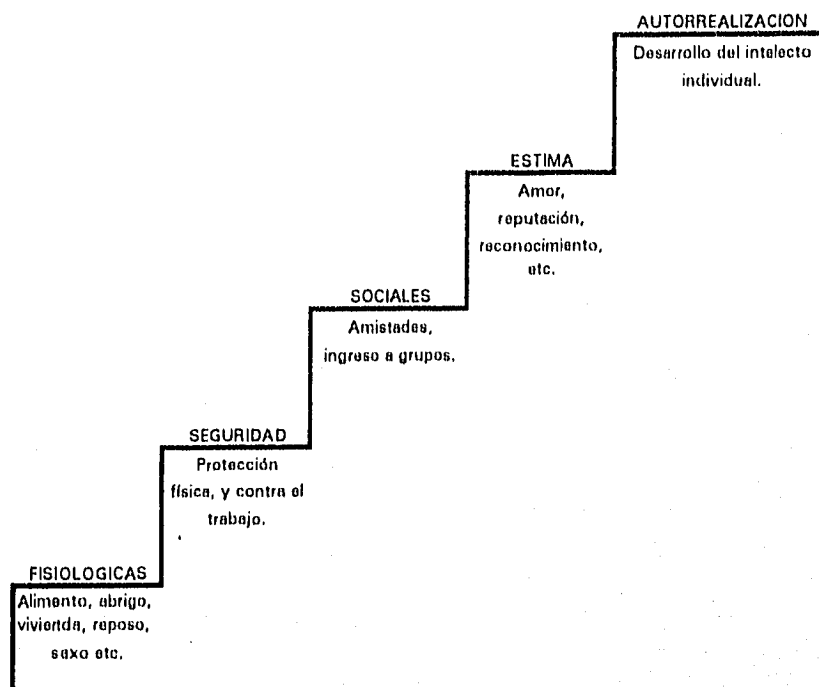 AUTORREALIZACION
Desarrollo del intelecto
individual.
ESTIMA
Amor,
reputación,
reconocimiento,
etc.
SOCIALES
Amistades,
ingreso a grupos.
SEGURIDAD
Protección
física, y contra el
trabajo.
FISIOLOGICAS
Alimento, abrigo,
vivienda, reposo,
sexo etc.